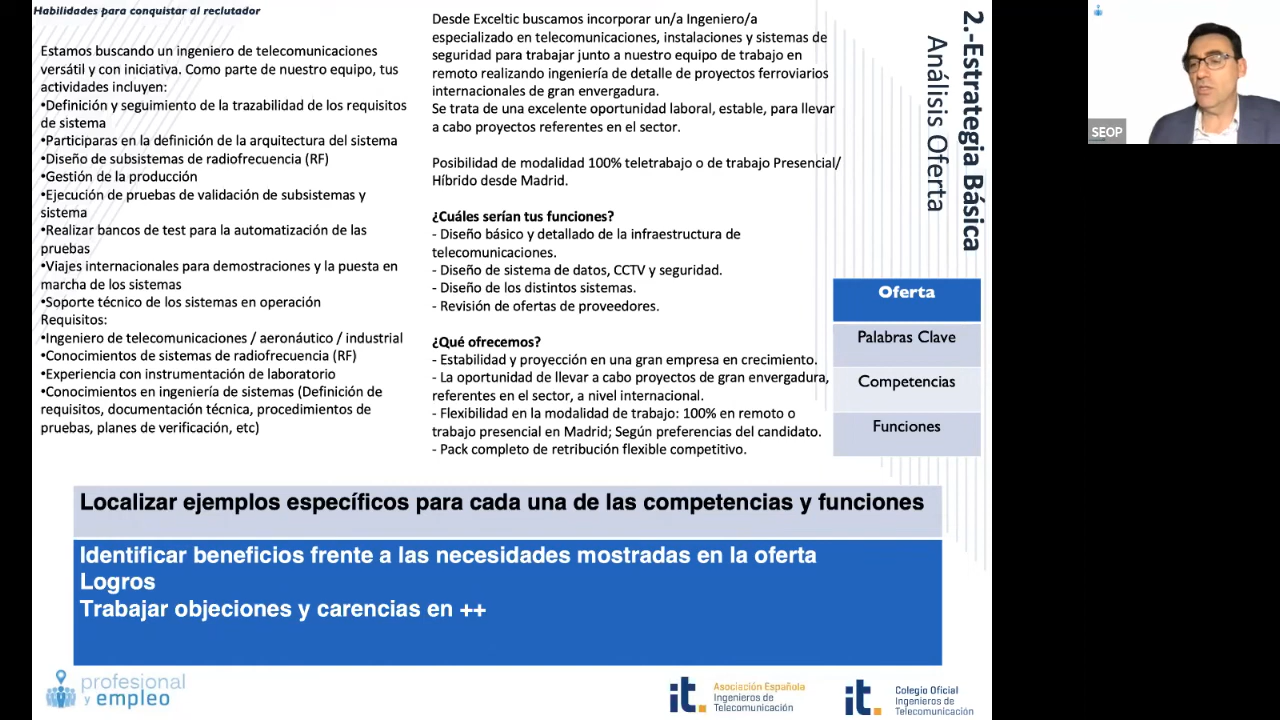 Habilidades para conquistar al reclutador
Estamos buscando un ingeniero de telecomunicaciones
versátil y con iniciativa. Como parte de nuestro equipo, tus
actividades incluyen:
•Definición y seguimiento de la trazabilidad de los requisitos
de sistema
•Participaras en la definición de la arquitectura del sistema
•Diseño de subsistemas de radiofrecuencia (RF)
•Gestión de la producción
•Ejecución de pruebas de validación de subsistemas y
sistema
•Realizar bancos de test para la automatización de las
pruebas
•Viajes internacionales para demostraciones y la puesta en
marcha de los sistemas
•Soporte técnico de los sistemas en operación
Requisitos:
•Ingeniero de telecomunicaciones / aeronáutico / industrial
•Conocimientos de sistemas de radiofrecuencia (RF)
•Experiencia con instrumentación de laboratorio
•Conocimientos en ingeniería de sistemas (Definición de
requisitos, documentación técnica, procedimientos de
pruebas, planes de verificación, etc)
Desde Exceltic buscamos incorporar un/a Ingeniero/a
especializado en telecomunicaciones, instalaciones y sistemas de
seguridad para trabajar junto a nuestro equipo de trabajo en
remoto realizando ingeniería de detalle de proyectos ferroviarios
internacionales de gran envergadura.
Se trata de una excelente oportunidad laboral, estable, para llevar
a cabo proyectos referentes en el sector.
Posibilidad de modalidad 100% teletrabajo o de trabajo Presencial/
Híbrido desde Madrid.
¿Cuáles serían tus funciones?
- Diseño básico y detallado de la infraestructura de
telecomunicaciones.
- Diseño de sistema de datos, CCTV y seguridad.
- Diseño de los distintos sistemas.
- Revisión de ofertas de proveedores.
¿Qué ofrecemos?
- Estabilidad y proyección en una gran empresa en crecimiento.
- La oportunidad de llevar a cabo proyectos de gran envergadura,
referentes en el sector, a nivel internacional.
- Flexibilidad en la modalidad de trabajo: 100% en remoto o
trabajo presencial en Madrid; Según preferencias del candidato.
- Pack completo de retribución flexible competitivo.
2.-Estrategia Básica
Análisis Oferta
Oferta
Palabras Clave
Competencias
Funciones
SEOP
Localizar ejemplos específicos para cada una de las competencias y funciones
Identificar beneficios frente a las necesidades mostradas en la oferta
Logros
Trabajar objeciones y carencias en ++
profesional
y empleo
it.
Asociación Española
Ingenieros de
Telecomunicación
it.
Colegio Oficial
Ingenieros de
Telecomunicación